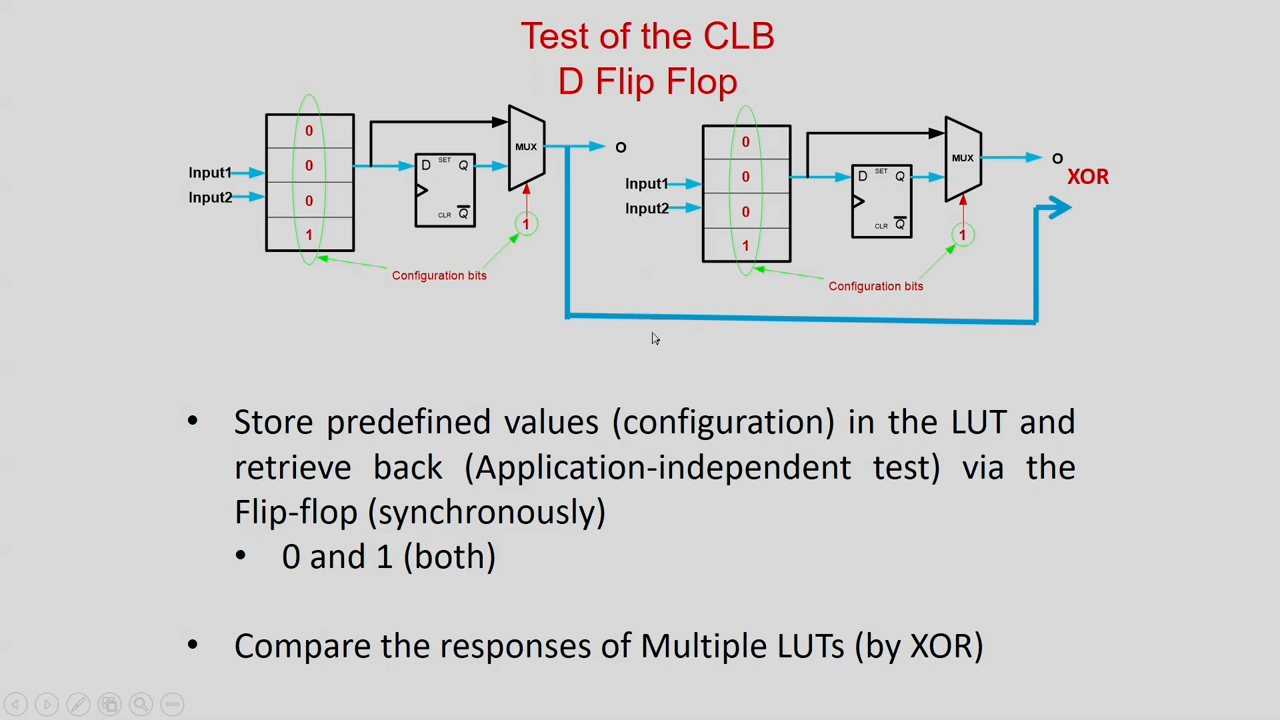 Test of the CLB
D Flip Flop
0
0
0
1
Input1
Input2
D SET Q
CLR Q
MUX
O
1
Configuration bits
0
0
0
1
Input1
Input2
D SET Q
CLR Q
MUX
O
XOR
1
Configuration bits
• Store predefined values (configuration) in the LUT and
retrieve back (Application-independent test) via the
Flip-flop (synchronously)
• 0 and 1 (both)
• Compare the responses of Multiple LUTs (by XOR)